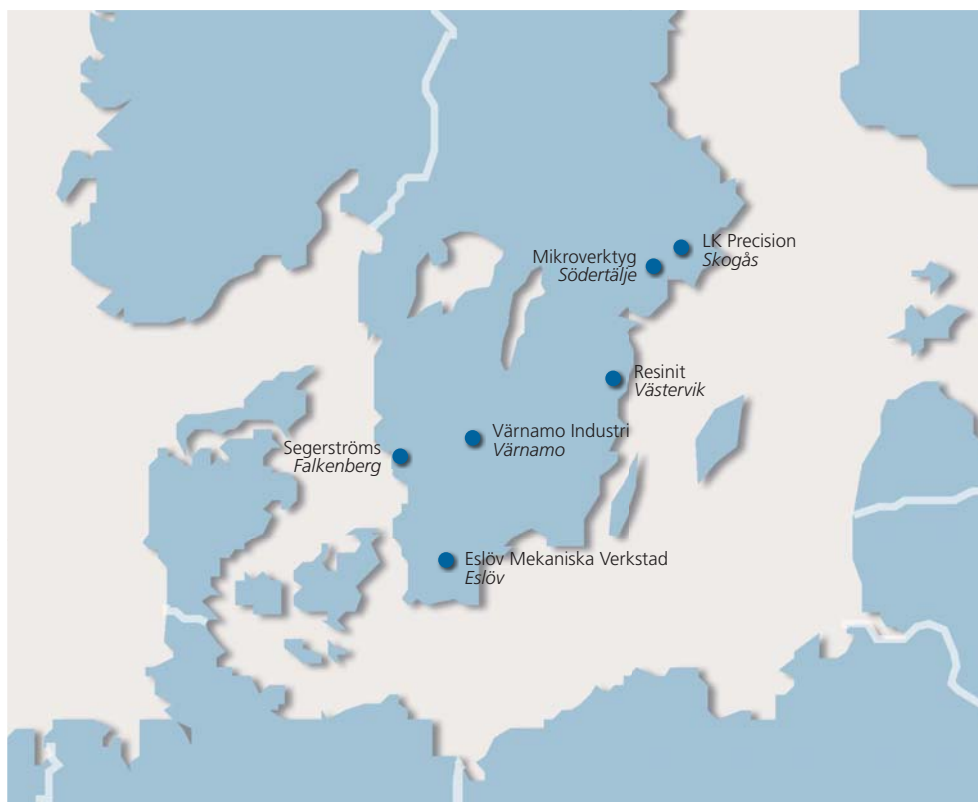 LK Precision
Skogås
Mikroverktyg
Södertälje
Resinit
Västervik
Värnamo Industri
Värnamo
Segerströms
Falkenberg
Eslöv Mekaniska Verkstad
Eslöv